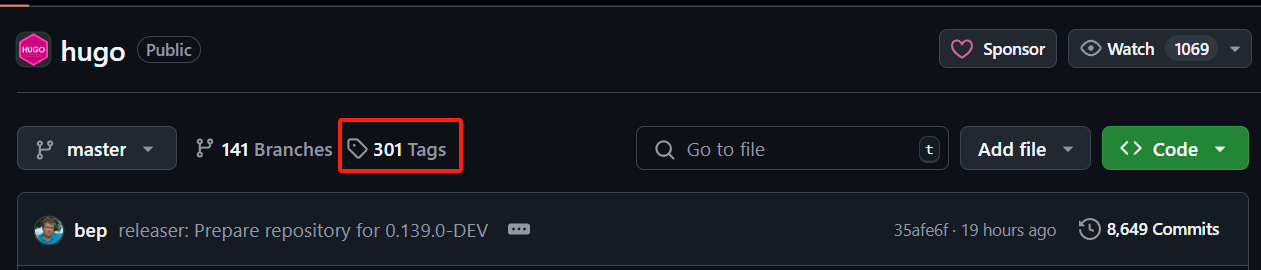 HUGO hugo Public Sponsor Watch 1069
master 141 Branches 301 Tags Go to file t Add file Code
bep releaser: Prepare repository for 0.139.0-DEV 35afe6f · 19 hours ago 8,649 Commits